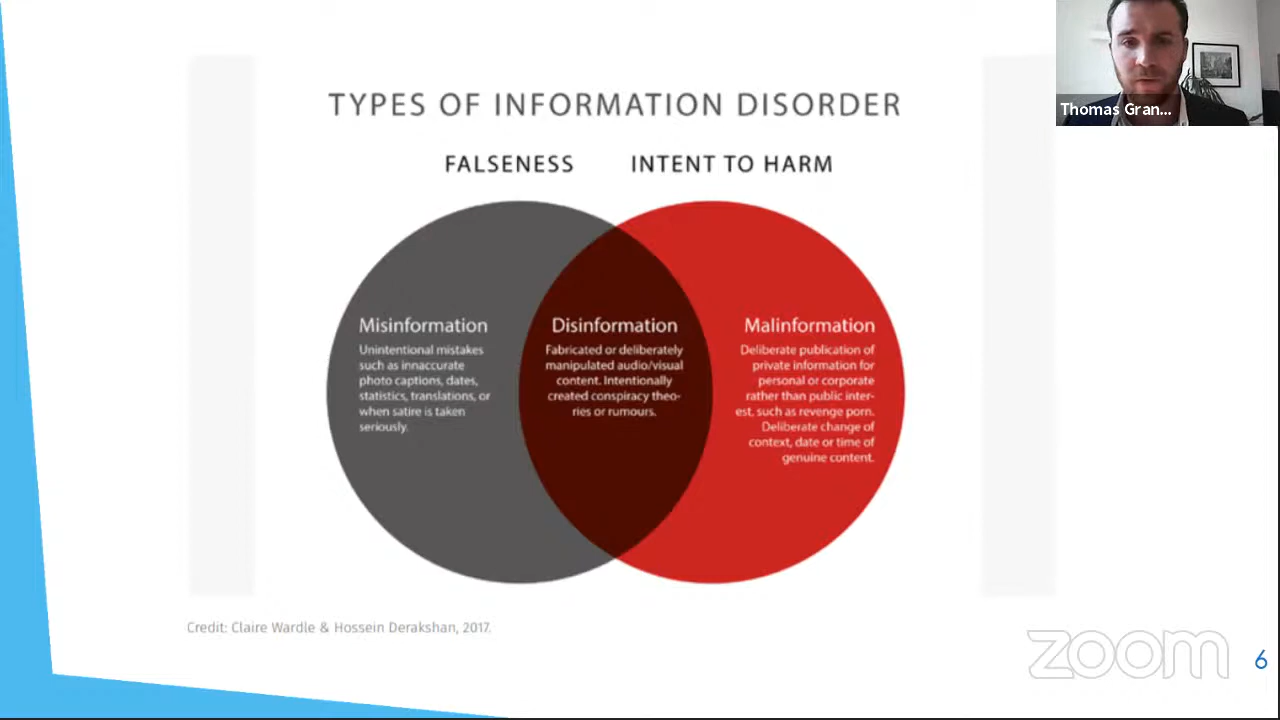 Thomas Gran...
TYPES OF INFORMATION DISORDER
FALSENESS
INTENT TO HARM
Misinformation
Unintentional mistakes
such as innaccurate
photo captions, dates,
statistics, translations, or
when satire is taken
seriously.
Disinformation
Fabricated or deliberately
manipulated audio/visual
content. Intentionally
created conspiracy theo-
ries or rumours.
Malinformation
Deliberate publication of
private information for
personal or corporate
rather than public inter-
est, such as revenge porn.
Deliberate change of
context, date or time of
genuine content.
Credit: Claire Wardle & Hossein Derakshan, 2017.
zoom
6